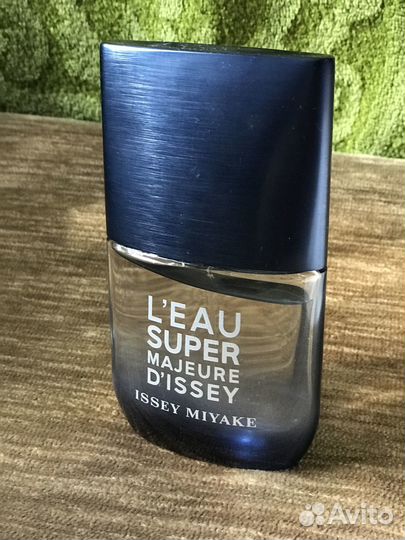 L'EAU
SUPER
MAJEURE
D'ISSEY
ISSEY MIYAKE
Avito